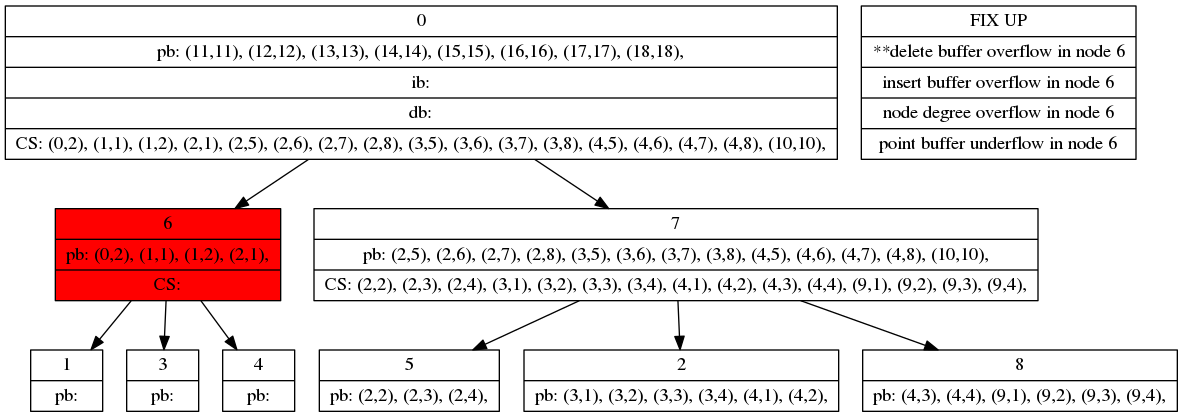 0
pb: (11,11), (12,12), (13,13), (14,14), (15,15), (16,16), (17,17), (18,18),
ib:
db:
CS: (0,2), (1,1), (1,2), (2,1), (2,5), (2,6), (2,7), (2,8), (3,5), (3,6), (3,7), (3,8), (4,5), (4,6), (4,7), (4,8), (10,10),
FIX UP
**delete buffer overflow in node 6
insert buffer overflow in node 6
node degree overflow in node 6
point buffer underflow in node 6
6
pb: (0,2), (1,1), (1,2), (2,1),
CS:
7
pb: (2,5), (2,6), (2,7), (2,8), (3,5), (3,6), (3,7), (3,8), (4,5), (4,6), (4,7), (4,8), (10,10),
CS: (2,2), (2,3), (2,4), (3,1), (3,2), (3,3), (3,4), (4,1), (4,2), (4,3), (4,4), (9,1), (9,2), (9,3), (9,4),
1
pb:
3
pb:
4
pb:
5
pb: (2,2), (2,3), (2,4),
2
pb: (3,1), (3,2), (3,3), (3,4), (4,1), (4,2),
8
pb: (4,3), (4,4), (9,1), (9,2), (9,3), (9,4),